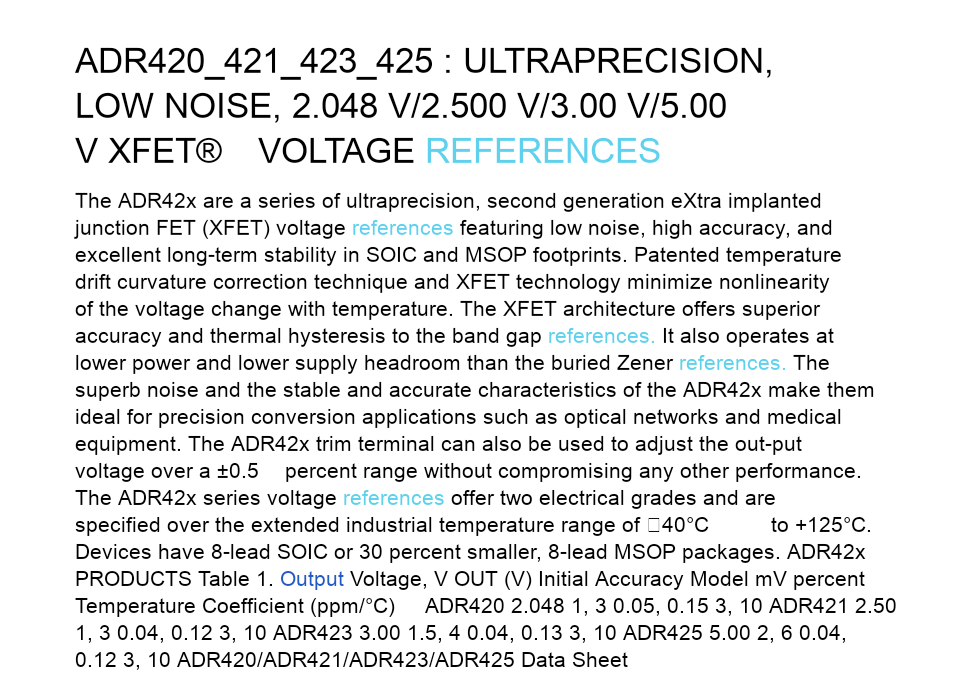 ADR420_421_423_425 : ULTRAPRECISION,
LOW NOISE, 2.048 V/2.500 V/3.00 V/5.00
V XFET® VOLTAGE REFERENCES
The ADR42x are a series of ultraprecision, second generation eXtra implanted
junction FET (XFET) voltage references featuring low noise, high accuracy, and
excellent long-term stability in SOIC and MSOP footprints. Patented temperature
drift curvature correction technique and XFET technology minimize nonlinearity
of the voltage change with temperature. The XFET architecture offers superior
accuracy and thermal hysteresis to the band gap references. It also operates at
lower power and lower supply headroom than the buried Zener references. The
superb noise and the stable and accurate characteristics of the ADR42x make them
ideal for precision conversion applications such as optical networks and medical
equipment. The ADR42x trim terminal can also be used to adjust the out-put
voltage over a ±0.5 percent range without compromising any other performance.
The ADR42x series voltage references offer two electrical grades and are
specified over the extended industrial temperature range of □40°C to +125°C.
Devices have 8-lead SOIC or 30 percent smaller, 8-lead MSOP packages. ADR42x
PRODUCTS Table 1. Output Voltage, V OUT (V) Initial Accuracy Model mV percent
Temperature Coefficient (ppm/°C) ADR420 2.048 1, 3 0.05, 0.15 3, 10 ADR421 2.50
1, 3 0.04, 0.12 3, 10 ADR423 3.00 1.5, 4 0.04, 0.13 3, 10 ADR425 5.00 2, 6 0.04,
0.12 3, 10 ADR420/ADR421/ADR423/ADR425 Data Sheet